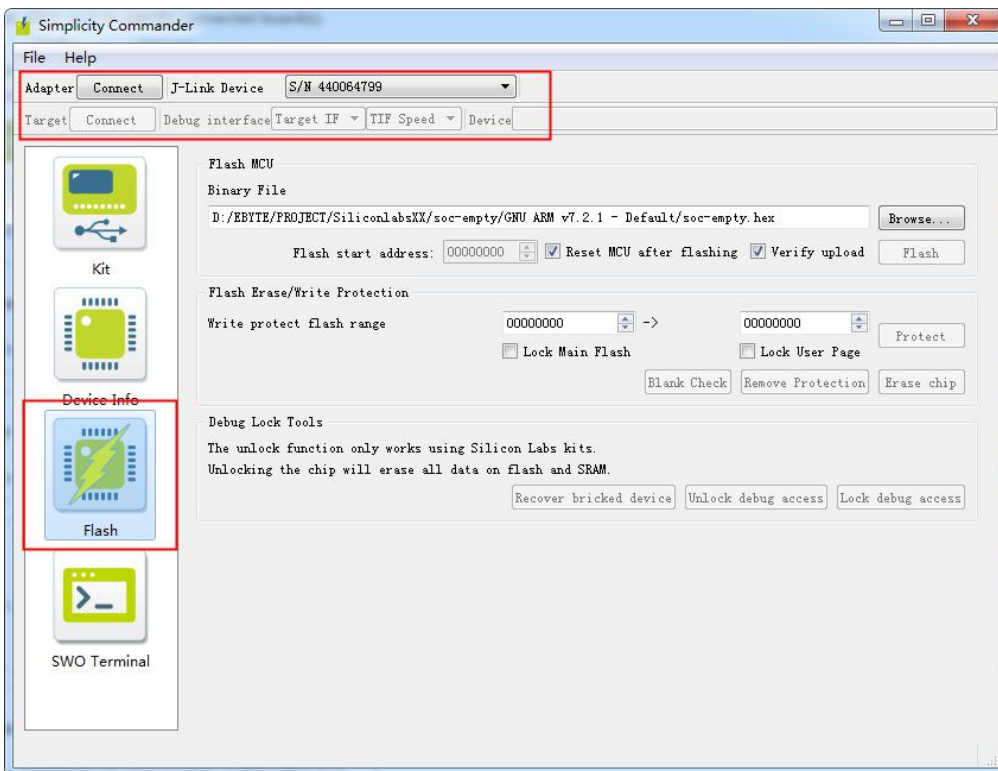 Simplicity Commander
File Help
Adapter Connect J-Link Device S/N 440064799
Target Connect Debug interface Target IF TIF Speed Device
Flash MCU
Binary File
D:/EBYTE/PROJECT/SiliconlabsXX/soc-empty/GNU ARM v7.2.1 - Default/soc-empty.hex Browse...
Flash start address: 00000000 Reset MCU after flashing Verify upload Flash
Kit
Flash Erase/Write Protection
Write protect flash range 00000000 -> 00000000 Protect
Lock Main Flash Lock User Page
Blank Check Remove Protection Erase chip
Device Info
Debug Lock Tools
The unlock function only works using Silicon Labs kits.
Unlocking the chip will erase all data on flash and SRAM.
Recover bricked device Unlock debug access Lock debug access
Flash
SWO Terminal